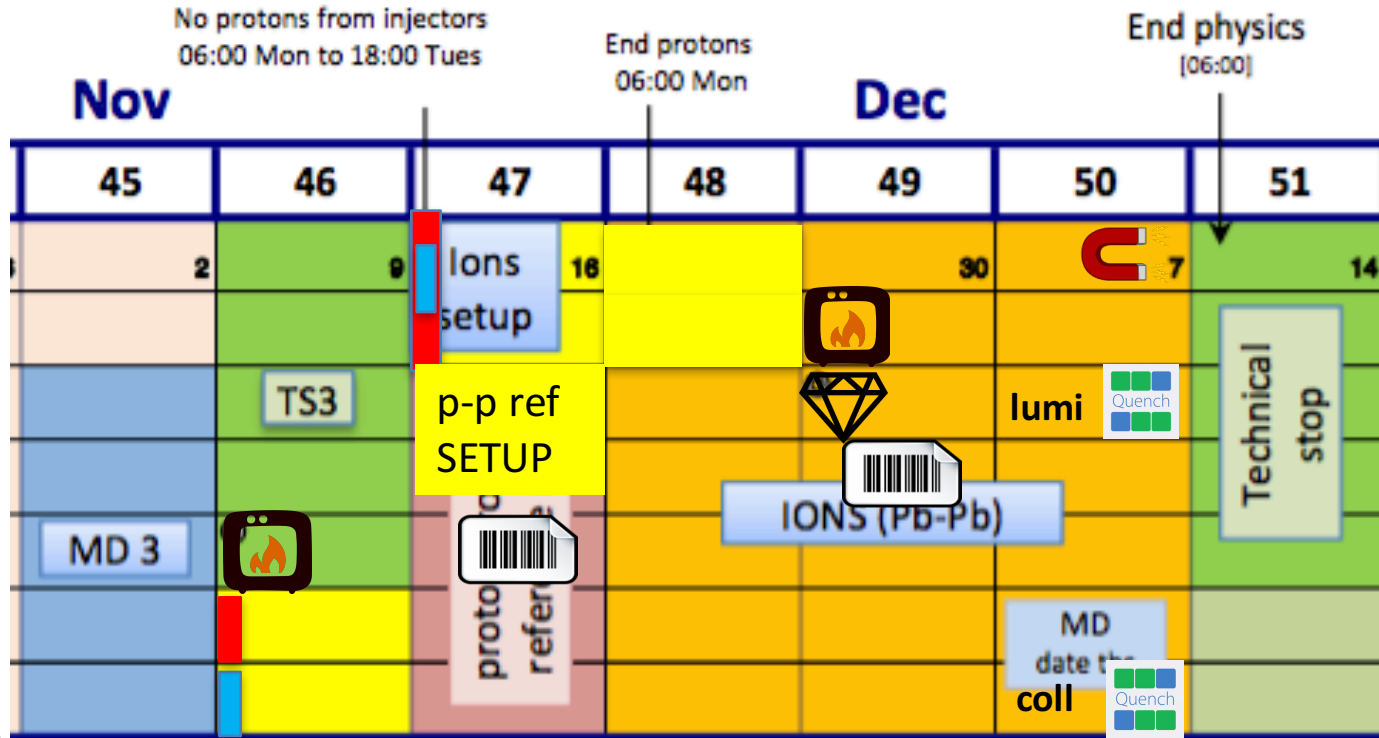 No protons from injectors
06:00 Mon to 18:00 Tues
End protons
06:00 Mon
End physics
[06:00]
Nov
Dec
45 46 47 48 49 50 51
2 9 16 30 7 14
Ions
setup
TS3
p-p ref
SETUP
lumi
Quench
Technical
stop
IONS (Pb-Pb)
MD 3
MD
date
coll
Quench